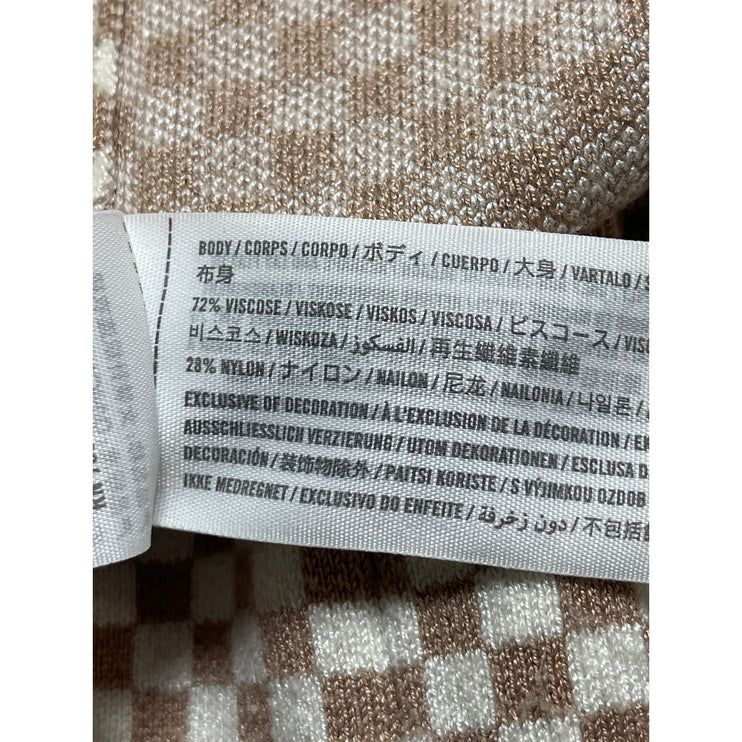 BODY / CORPS / CORPO / ボディ / CUERPO / 大身 / VARTALO / S
布身
72% VISCOSE / VISKOSE / VISKOS / VISCOSA / ビスコース / VISC
비스코스 / WISKOZA / الفسكوز / 再生纖維素纖維
28% NYLON / ナイロン / NAILON / 尼龙 / NAILONIA / 나일론 /
EXCLUSIVE OF DECORATION / À L'EXCLUSION DE LA DÉCORATION / EK
AUSSCHLIESSLICH VERZIERUNG / UTOM DEKORATIONEN / ESCLUSA D
DECORACIÓN / 装饰物除外 / PAITSI KORISTE / S VÝJIMKOU OZDOB
IKKE MEDREGNET / EXCLUSIVO DO ENFEITE / دون زخرفة / 不包括飾